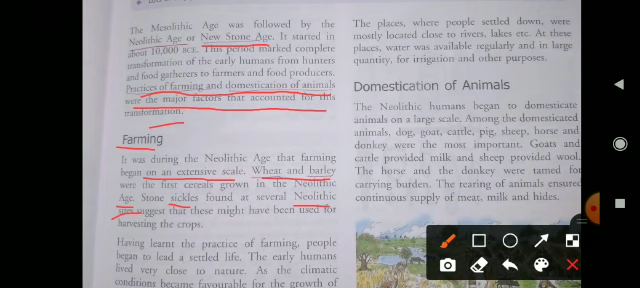 The Mesolithic Age was followed by the
Neolithic Age or New Stone Age. It started in
about 10,000 BCE. This period marked complete
transformation of the early humans from hunters
and food gatherers to farmers and food producers.
Practices of farming and domestication of animals
were the major factors that accounted for this
transformation.
Farming
It was during the Neolithic Age that farming
began on an extensive scale. Wheat and barley
were the first cereals grown in the Neolithic
Age. Stone sickles found at several Neolithic
sites suggest that these might have been used for
harvesting the crops.
Having learnt the practice of farming, people
began to lead a settled life. The early humans
lived very close to nature. As the climatic
conditions became favourable for the growth of
The places, where people settled down, were
mostly located close to rivers, lakes etc. At these
places, water was available regularly and in large
quantity, for irrigation and other purposes.
Domestication of Animals
The Neolithic humans began to domesticate
animals on a large scale. Among the domesticated
animals, dog, goat, cattle, pig, sheep, horse and
donkey were the most important. Goats and
cattle provided milk and sheep provided wool.
The horse and the donkey were tamed for
carrying burden. The rearing of animals ensured
continuous supply of meat, milk and hides.